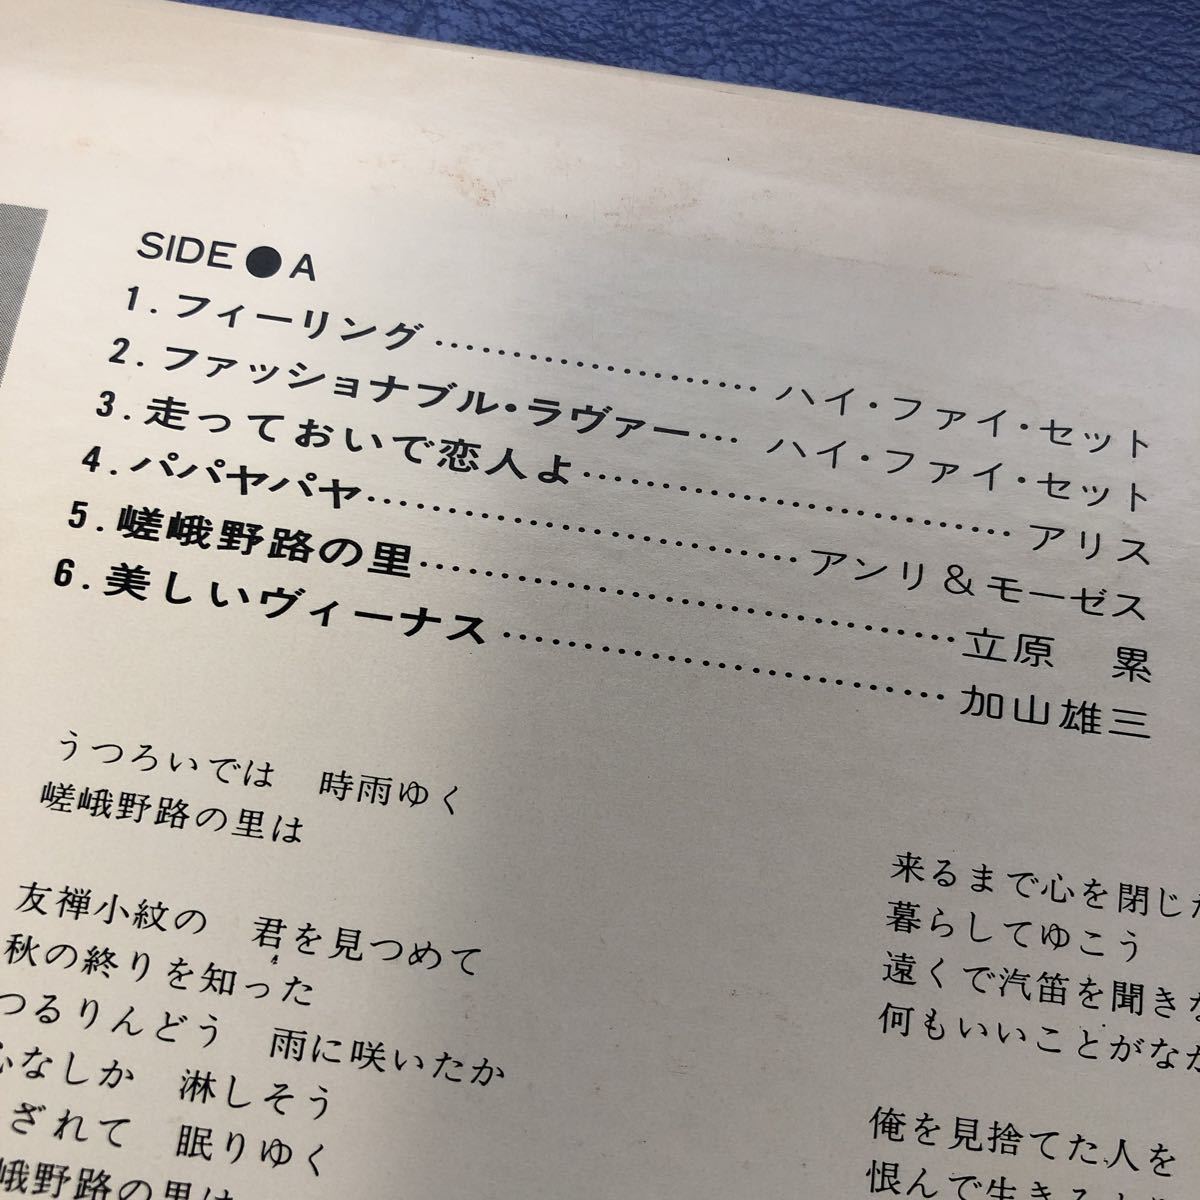 SIDE●A
1.フィーリング…………………ハイ・ファイ・セット
2.ファッショナブル・ラヴァー…ハイ・ファイ・セット
3.走っておいで恋人よ…………………………アリス
4.パパヤパヤ…………………………アンリ&モーゼス
5.嵯峨野路の里…………………………………立原 累
6.美しいヴィーナス…………………………加山雄三
うつろいでは 時雨ゆく
嵯峨野路の里は
友禅小紋の 君を見つめて
秋の終りを知った
つるりんどう 雨に咲いたか
なしか 淋しそう
ざれて 眠りゆく
峨野路の里は
来るまで心を閉じ
暮らしてゆこう
遠くで汽笛を聞き
何もいいことがな
俺を見捨てた人を
恨んで生きる